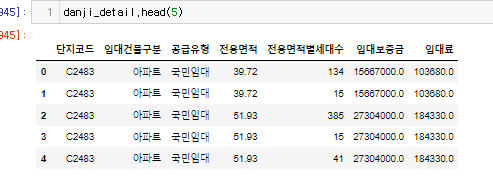 945]: 1 danji_detail.head(5)
945]:
단지코드 임대건물구분 공급유형 전용면적 전용면적별세대수 임대보증금 임대료
0 C2483 아파트 국민임대 39.72 134 15667000.0 103680.0
1 C2483 아파트 국민임대 39.72 15 15667000.0 103680.0
2 C2483 아파트 국민임대 51.93 385 27304000.0 184330.0
3 C2483 아파트 국민임대 51.93 15 27304000.0 184330.0
4 C2483 아파트 국민임대 51.93 41 27304000.0 184330.0